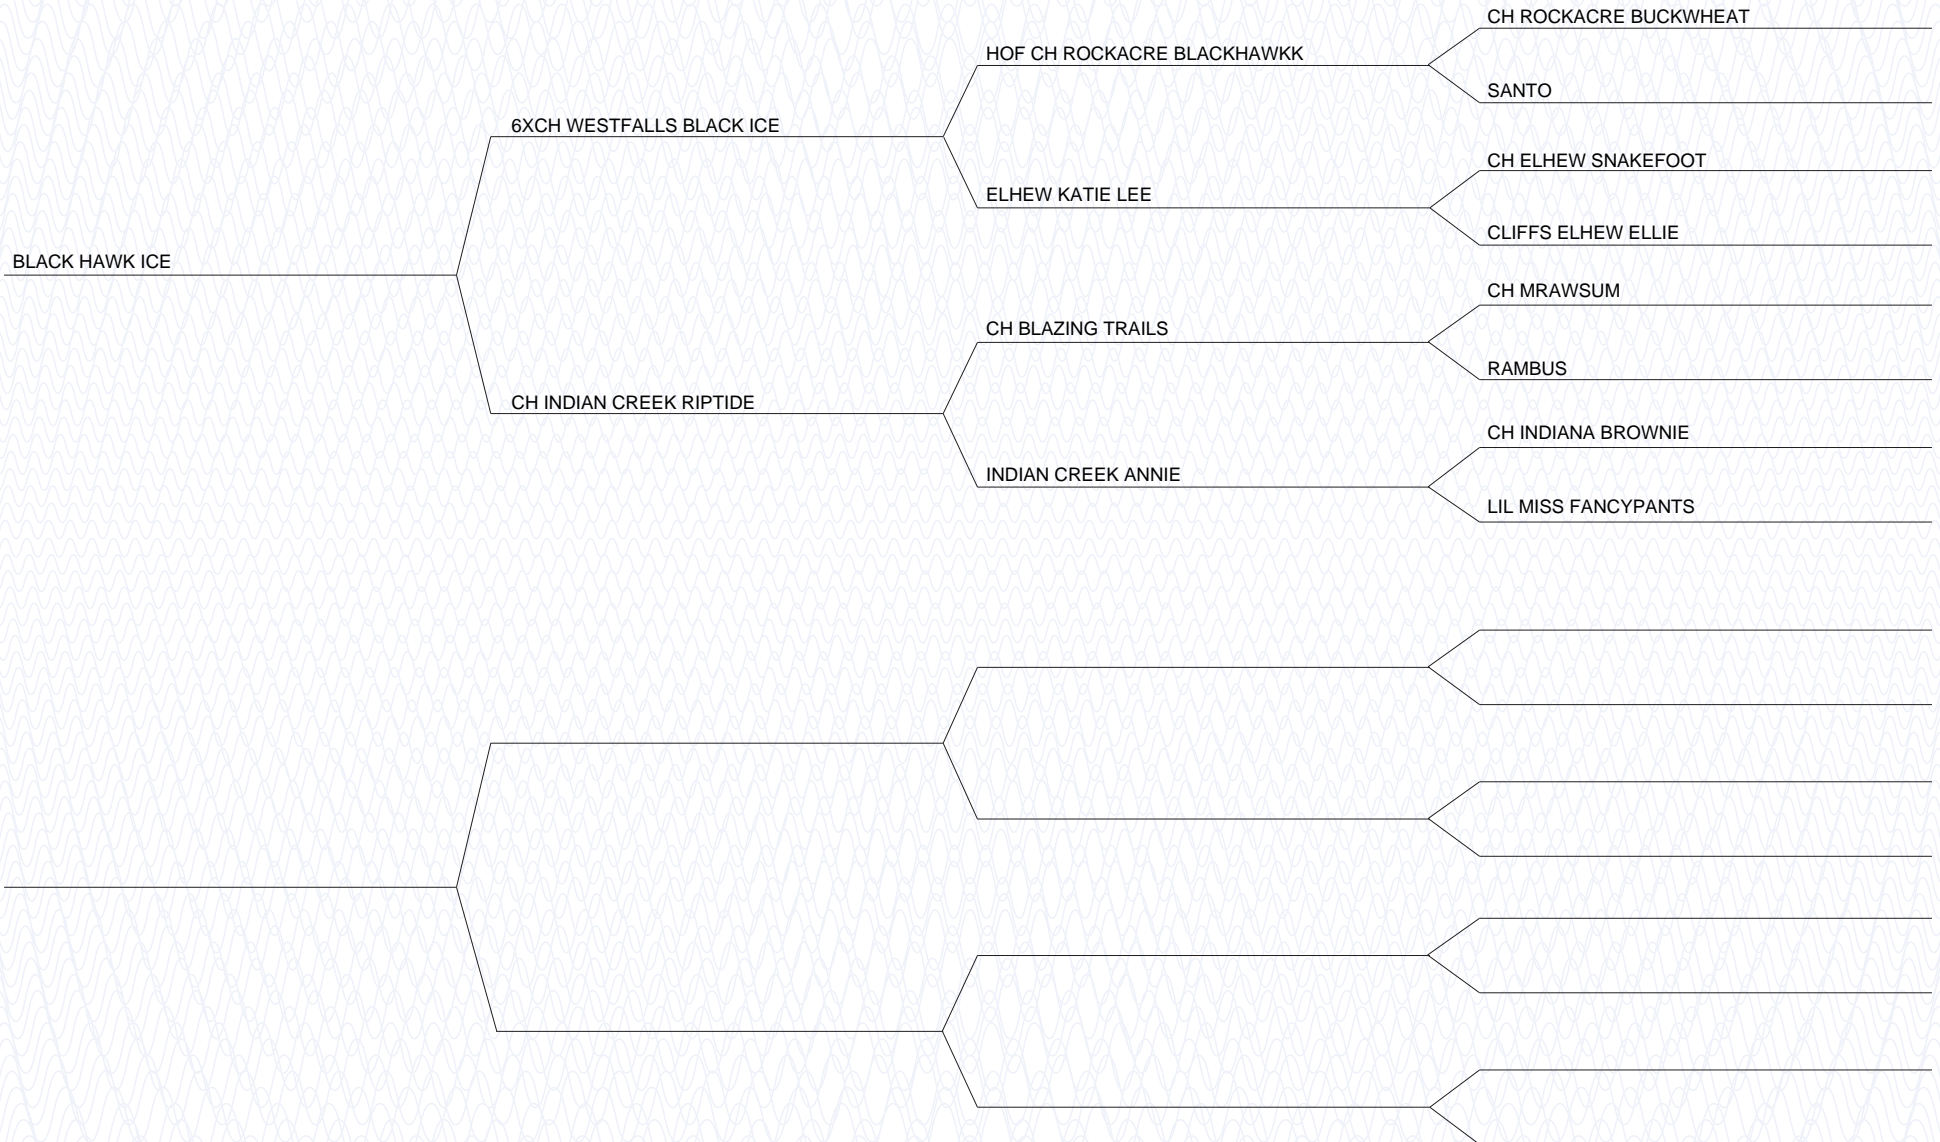 CH ROCKACRE BUCKWHEAT
HOF CH ROCKACRE BLACKHAWKK
SANTO
6XCH WESTFALLS BLACK ICE
CH ELHEW SNAKEFOOT
ELHEW KATIE LEE
CLIFFS ELHEW ELLIE
BLACK HAWK ICE
CH MRAWSUM
CH BLAZING TRAILS
RAMBUS
CH INDIAN CREEK RIPTIDE
CH INDIANA BROWNIE
INDIAN CREEK ANNIE
LIL MISS FANCYPANTS